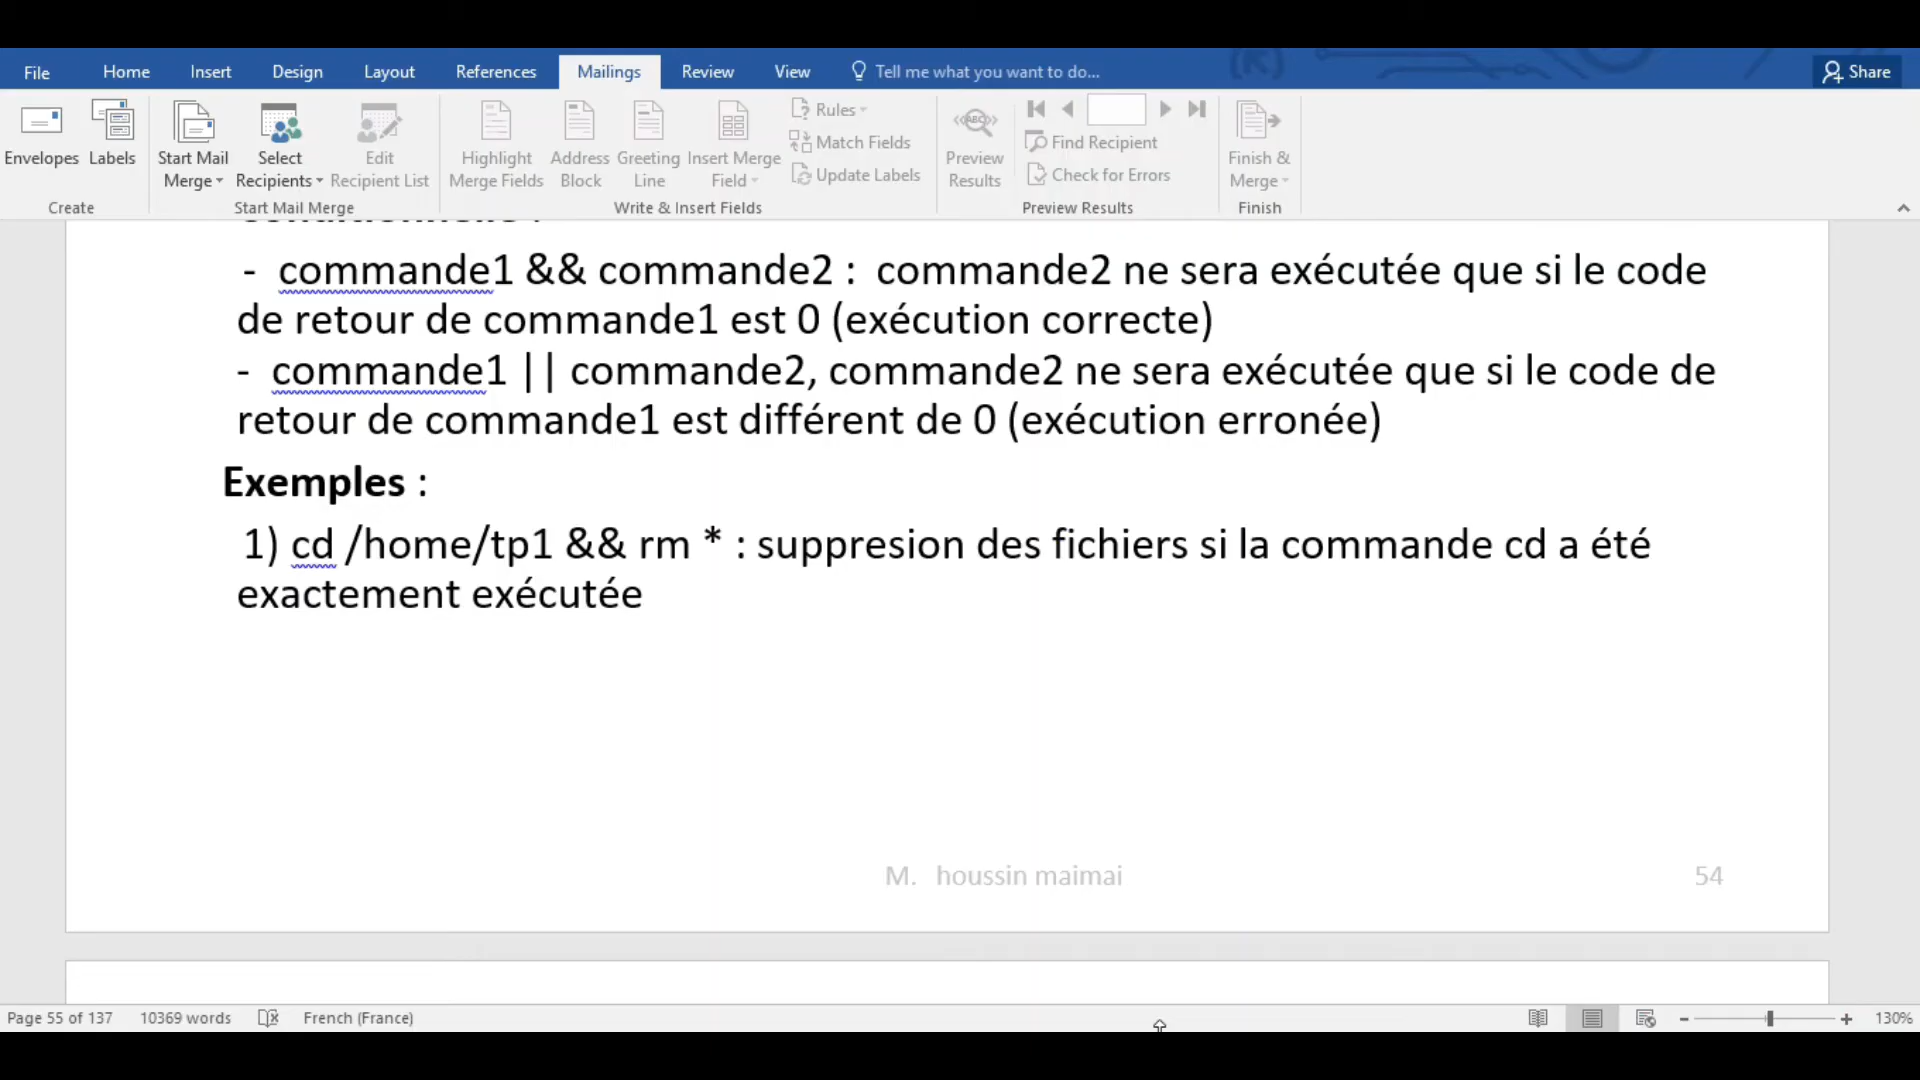 File Home Insert Design Layout References Mailings Review View Tell me what you want to do... Share
Envelopes Labels Start Mail Merge Select Recipients Edit Recipient List Highlight Merge Fields Address Block Greeting Line Insert Merge Field Rules Match Fields Update Labels Preview Results Find Recipient Check for Errors Finish & Merge
Create Start Mail Merge Write & Insert Fields Preview Results Finish
- commande1 && commande2 : commande2 ne sera exécutée que si le code
de retour de commande1 est 0 (exécution correcte)
- commande1 || commande2, commande2 ne sera exécutée que si le code de
retour de commande1 est différent de 0 (exécution erronée)
Exemples :
1) cd /home/tp1 && rm * : suppresion des fichiers si la commande cd a été
exactement exécutée
M. houssin maimai 54
Page 55 of 137 10369 words French (France) 130%